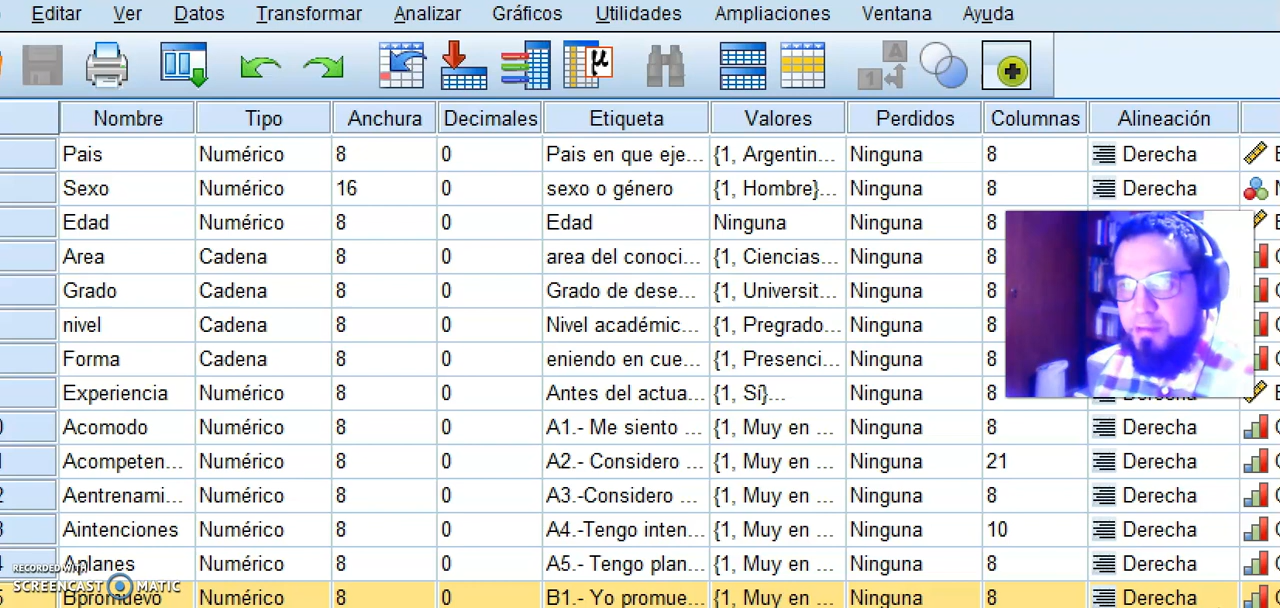 Editar Ver Datos Transformar Analizar Gráficos Utilidades Ampliaciones Ventana Ayuda
Nombre Tipo Anchura Decimales Etiqueta Valores Perdidos Columnas Alineación
Pais Numérico 8 0 Pais en que eje... {1, Argentin... Ninguna 8 Derecha
Sexo Numérico 16 0 sexo o género {1, Hombre}... Ninguna 8 Derecha
Edad Numérico 8 0 Edad Ninguna Ninguna 8
Area Cadena 8 0 area del conoci... {1, Ciencias... Ninguna 8
Grado Cadena 8 0 Grado de dese... {1, Universit... Ninguna 8
nivel Cadena 8 0 Nivel académic... {1, Pregrado... Ninguna 8
Forma Cadena 8 0 eniendo en cue... {1, Presenci... Ninguna 8
Experiencia Numérico 8 0 Antes del actua... {1, Sí}... Ninguna 8 Derecha
Acomodo Numérico 8 0 A1.- Me siento ... {1, Muy en ... Ninguna 8 Derecha
Acompeten... Numérico 8 0 A2.- Considero ... {1, Muy en ... Ninguna 21 Derecha
Aentrenami... Numérico 8 0 A3.-Considero ... {1, Muy en ... Ninguna 8 Derecha
Aintenciones Numérico 8 0 A4.-Tengo inten... {1, Muy en ... Ninguna 10 Derecha
Aplanes Numérico 8 0 A5.- Tengo plan... {1, Muy en ... Ninguna 8 Derecha
RECORDED WITH
SCREENCAST MATIC
Bpromuevo Numérico 8 0 B1.- Yo promue... {1, Muy en ... Ninguna 8 Derecha